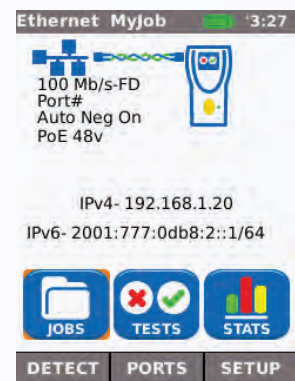 Ethernet MyJob 3:27
100 Mb/s-FD
Port#
Auto Neg On
PoE 48v
IPv4- 192.168.1.20
IPv6- 2001:777:0db8:2::1/64
JOBS TESTS STATS
DETECT PORTS SETUP